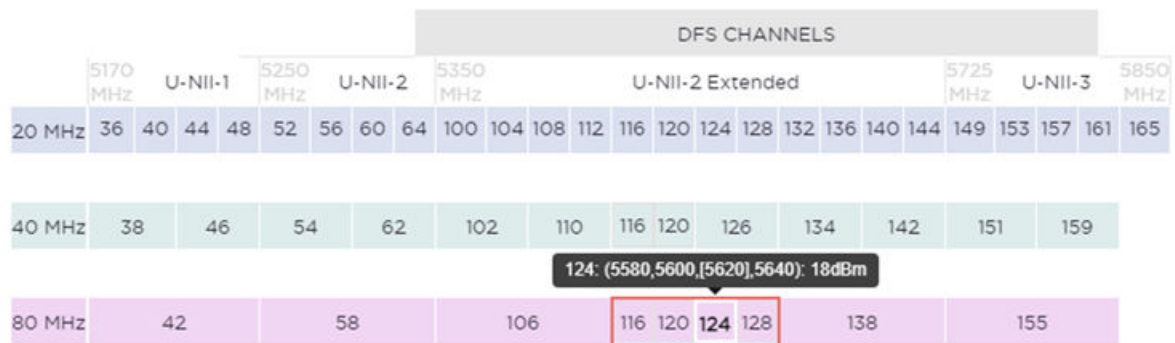 DFS CHANNELS
5170 MHz U-NII-1 5250 MHz U-NII-2 5350 MHz U-NII-2 Extended 5725 MHz U-NII-3 5850 MHz
20 MHz 36 40 44 48 52 56 60 64 100 104 108 112 116 120 124 128 132 136 140 144 149 153 157 161 165
40 MHz 38 46 54 62 102 110 116 120 126 134 142 151 159
124: (5580,5600,[5620],5640): 18dBm
80 MHz 42 58 106 116 120 124 128 138 155